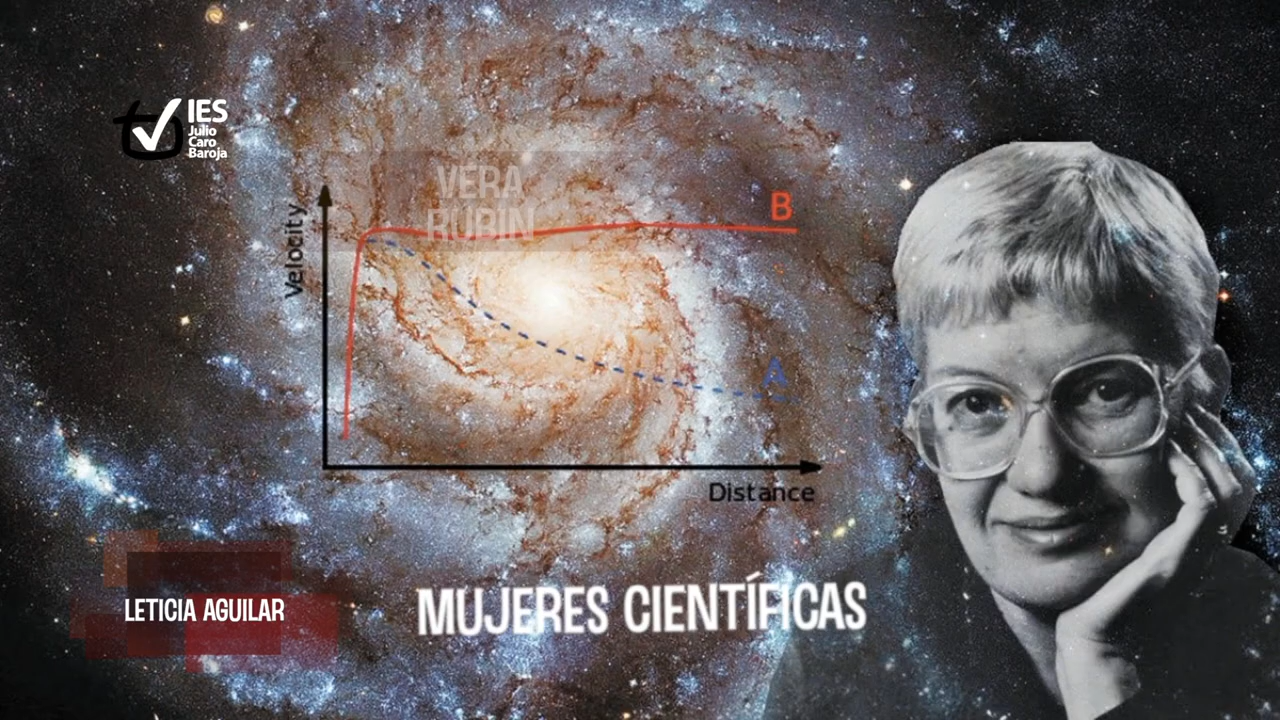 IES
Julio
Caro
Baroja
VERA
RUBIN
B
Velocity
A
Distance
LETICIA AGUILAR
MUJERES CIENTÍFICAS